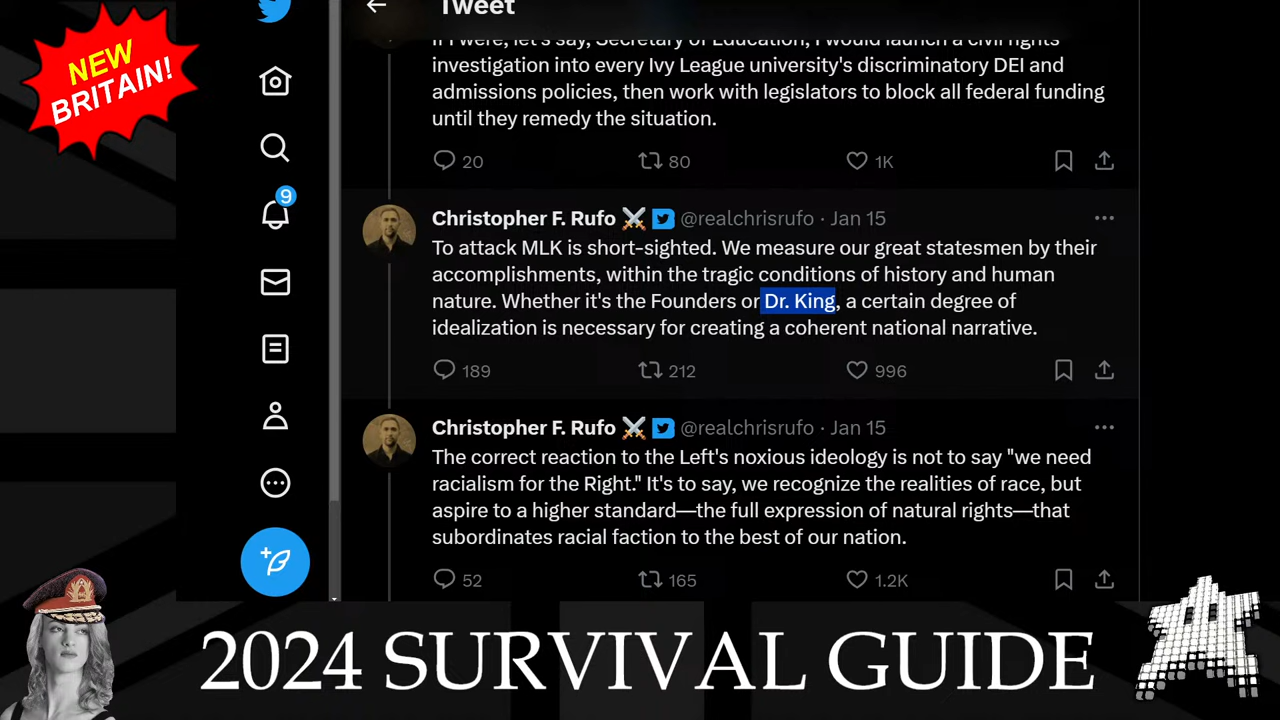 NEW
BRITAIN!
Tweet
If I were, let's say, Secretary of Education, I would launch a civil rights
investigation into every Ivy League university's discriminatory DEI and
admissions policies, then work with legislators to block all federal funding
until they remedy the situation.
20 80 1K
9
Christopher F. Rufo @realchrisrufo · Jan 15
To attack MLK is short-sighted. We measure our great statesmen by their
accomplishments, within the tragic conditions of history and human
nature. Whether it's the Founders or Dr. King, a certain degree of
idealization is necessary for creating a coherent national narrative.
189 212 996
Christopher F. Rufo @realchrisrufo · Jan 15
The correct reaction to the Left's noxious ideology is not to say "we need
racialism for the Right." It's to say, we recognize the realities of race, but
aspire to a higher standard—the full expression of natural rights—that
subordinates racial faction to the best of our nation.
52 165 1.2K
2024 SURVIVAL GUIDE